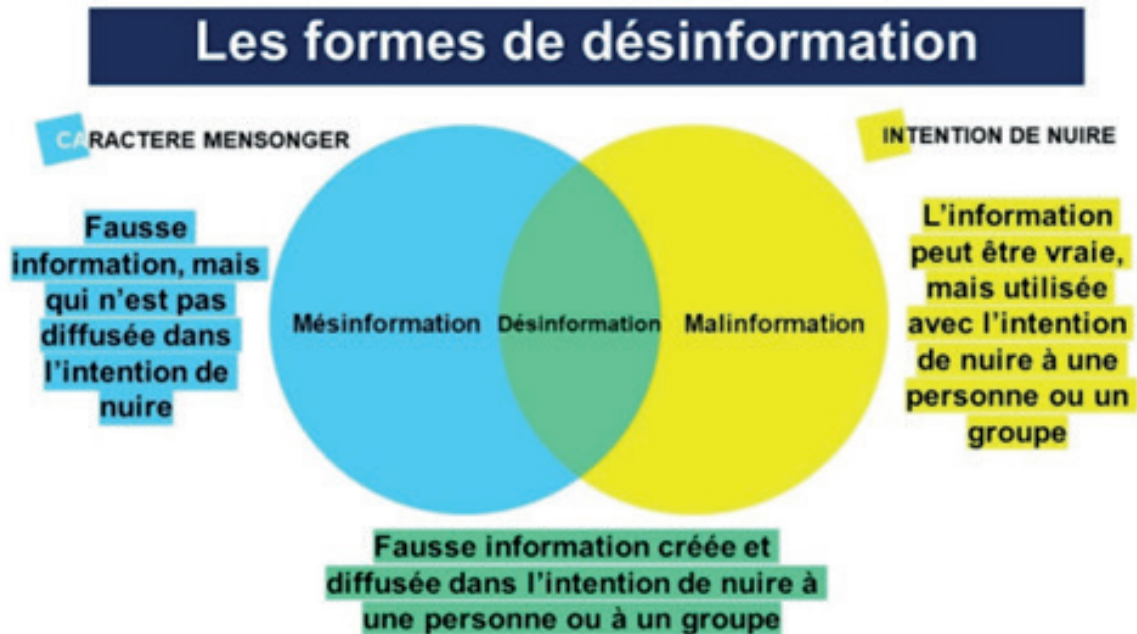 Les formes de désinformation
CARACTERE MENSONGER
INTENTION DE NUIRE
Fausse
information, mais
qui n'est pas
diffusée dans
l'intention de
nuire
Mésinformation
Désinformation
Malinformation
L'information
peut être vraie,
mais utilisée
avec l'intention
de nuire à une
personne ou un
groupe
Fausse information créée et
diffusée dans l'intention de nuire à
une personne ou à un groupe